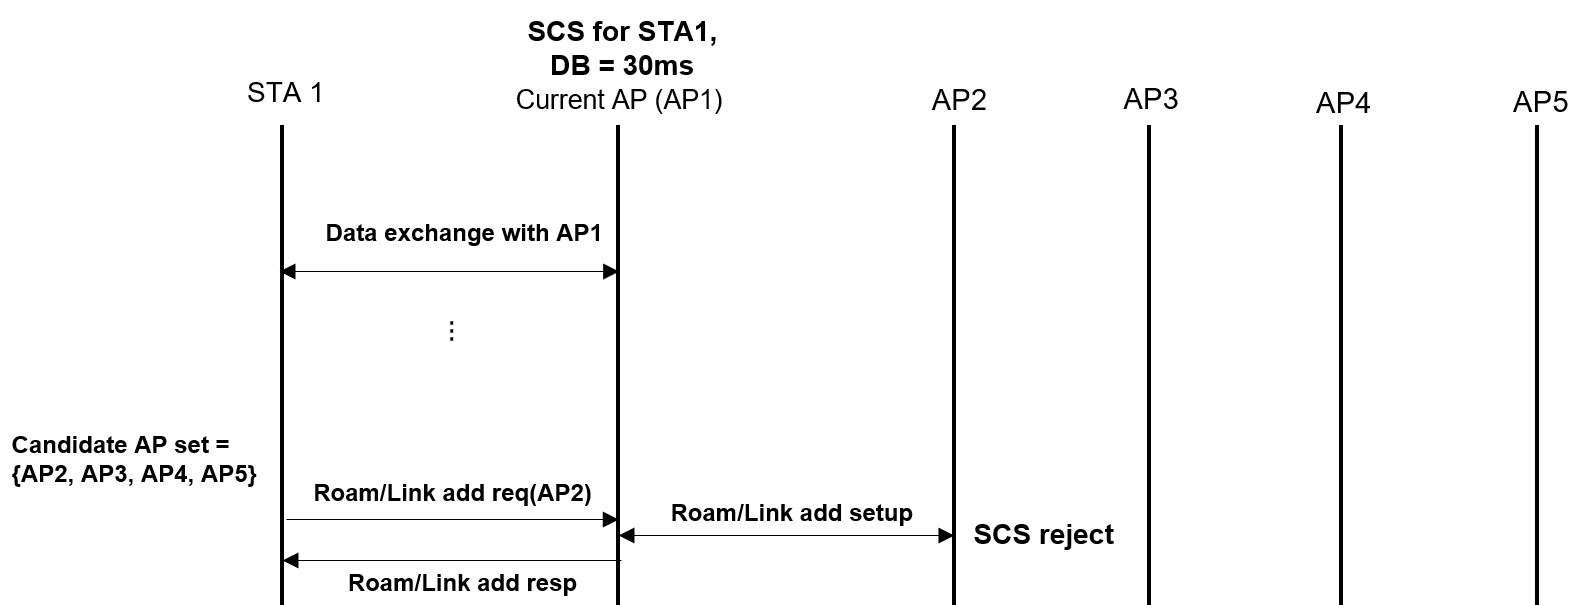 SCS for STA1,
DB = 30ms
STA 1
Current AP (AP1)
AP2
AP3
AP4
AP5
Data exchange with AP1
⋮
Candidate AP set =
{AP2, AP3, AP4, AP5}
Roam/Link add req(AP2)
Roam/Link add setup
SCS reject
Roam/Link add resp